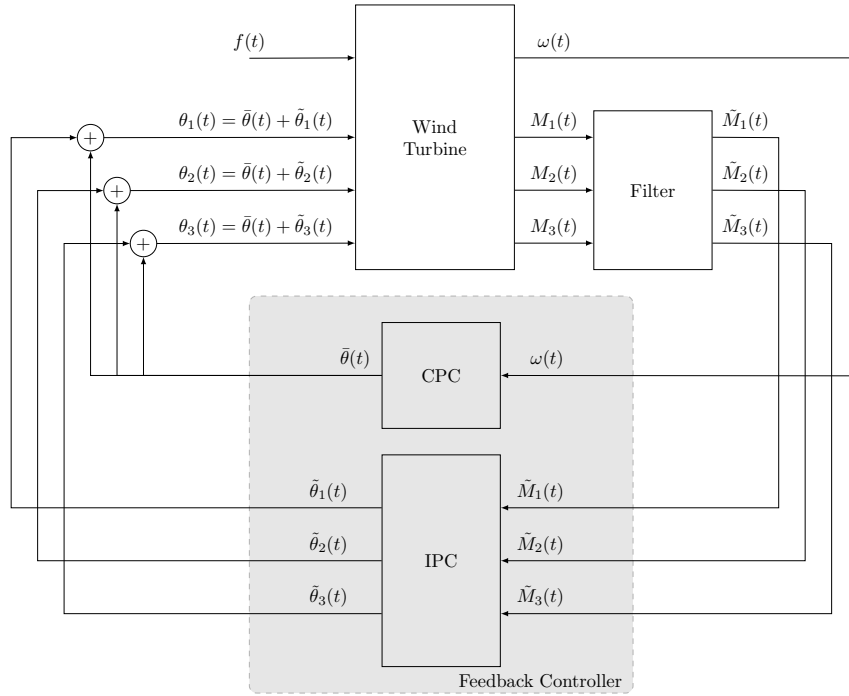 f(t)
ω(t)
θ₁(t) = θ̄(t) + θ̃₁(t)
Wind
Turbine
M₁(t)
M̃₁(t)
θ₂(t) = θ̄(t) + θ̃₂(t)
M₂(t)
Filter
M̃₂(t)
θ₃(t) = θ̄(t) + θ̃₃(t)
M₃(t)
M̃₃(t)
+
+
+
θ̄(t)
CPC
ω(t)
θ̃₁(t)
M̃₁(t)
θ̃₂(t)
IPC
M̃₂(t)
θ̃₃(t)
M̃₃(t)
Feedback Controller